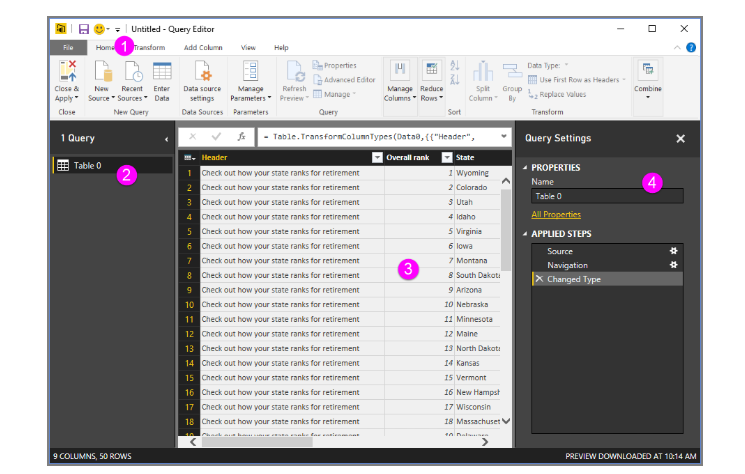 Untitled - Query Editor
File Home 1 Transform Add Column View Help
Close & Apply New Source Recent Sources Enter Data Data source settings Manage Parameters Refresh Preview Properties Advanced Editor Manage Manage Columns Reduce Rows Split Column Group By Data Type: Use First Row as Headers Replace Values Combine
Close New Query Data Sources Parameters Query Sort Transform
1 Query
Table 0
2
fx = Table.TransformColumnTypes(Data0,{{"Header",
Header Overall rank State
1 Check out how your state ranks for retirement 1 Wyoming
2 Check out how your state ranks for retirement 2 Colorado
3 Check out how your state ranks for retirement 3 Utah
4 Check out how your state ranks for retirement 4 Idaho
5 Check out how your state ranks for retirement 5 Virginia
6 Check out how your state ranks for retirement 6 Iowa
7 Check out how your state ranks for retirement 7 Montana
3
8 Check out how your state ranks for retirement 8 South Dakota
9 Check out how your state ranks for retirement 9 Arizona
10 Check out how your state ranks for retirement 10 Nebraska
11 Check out how your state ranks for retirement 11 Minnesota
12 Check out how your state ranks for retirement 12 Maine
13 Check out how your state ranks for retirement 13 North Dakota
14 Check out how your state ranks for retirement 14 Kansas
15 Check out how your state ranks for retirement 15 Vermont
16 Check out how your state ranks for retirement 16 New Hampsh
17 Check out how your state ranks for retirement 17 Wisconsin
18 Check out how your state ranks for retirement 18 Massachuset
Query Settings
PROPERTIES
Name
4
Table 0
All Properties
APPLIED STEPS
Source
Navigation
Changed Type
9 COLUMNS, 50 ROWS
PREVIEW DOWNLOADED AT 10:14 AM